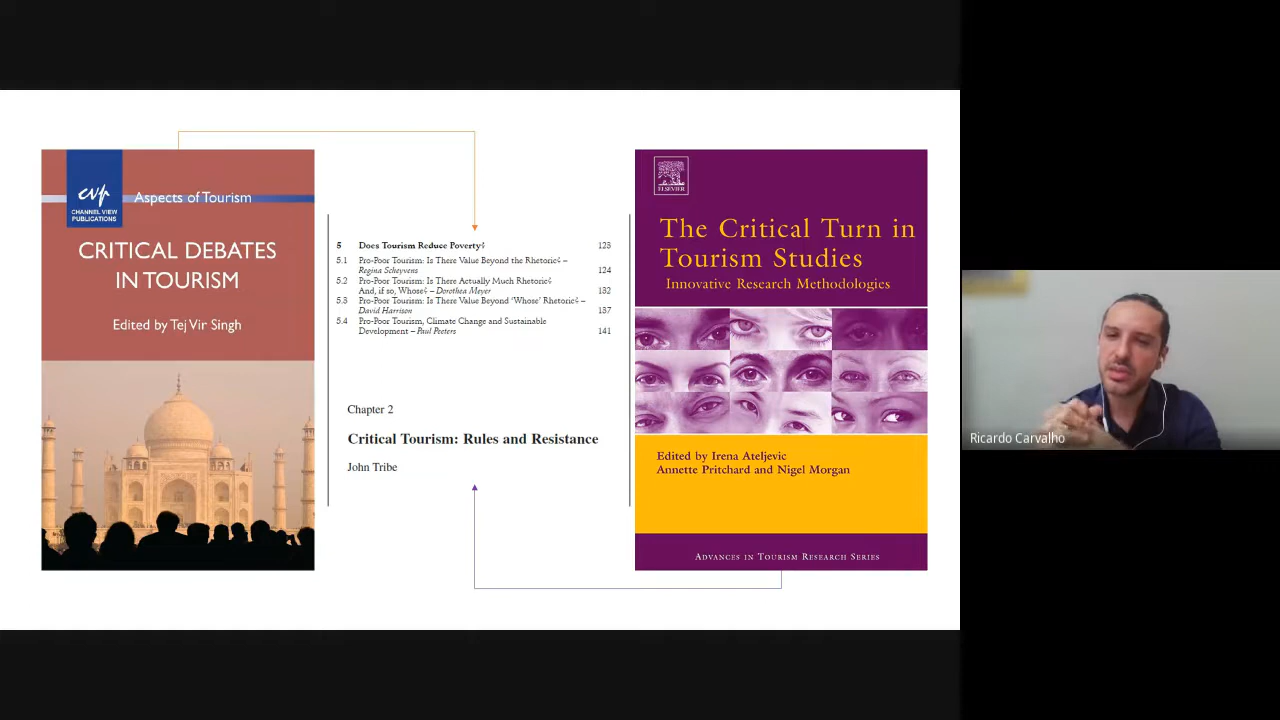 cvp
CHANNEL VIEW
PUBLICATIONS
Aspects of Tourism
CRITICAL DEBATES
IN TOURISM
Edited by Tej Vir Singh
5 Does Tourism Reduce Poverty? 123
5.1 Pro-Poor Tourism: Is There Value Beyond the Rhetoric? –
Regina Scheyvens 124
5.2 Pro-Poor Tourism: Is There Actually Much Rhetoric?
And, if so, Whose? – Dorothea Meyer 132
5.3 Pro-Poor Tourism: Is There Value Beyond 'Whose' Rhetoric? –
David Harrison 137
5.4 Pro-Poor Tourism, Climate Change and Sustainable
Development – Paul Peeters 141
Chapter 2
Critical Tourism: Rules and Resistance
John Tribe
ELSEVIER
The Critical Turn in
Tourism Studies
Innovative Research Methodologies
Edited by Irena Ateljevic
Annette Pritchard and Nigel Morgan
Advances in Tourism Research Series
Ricardo Carvalho